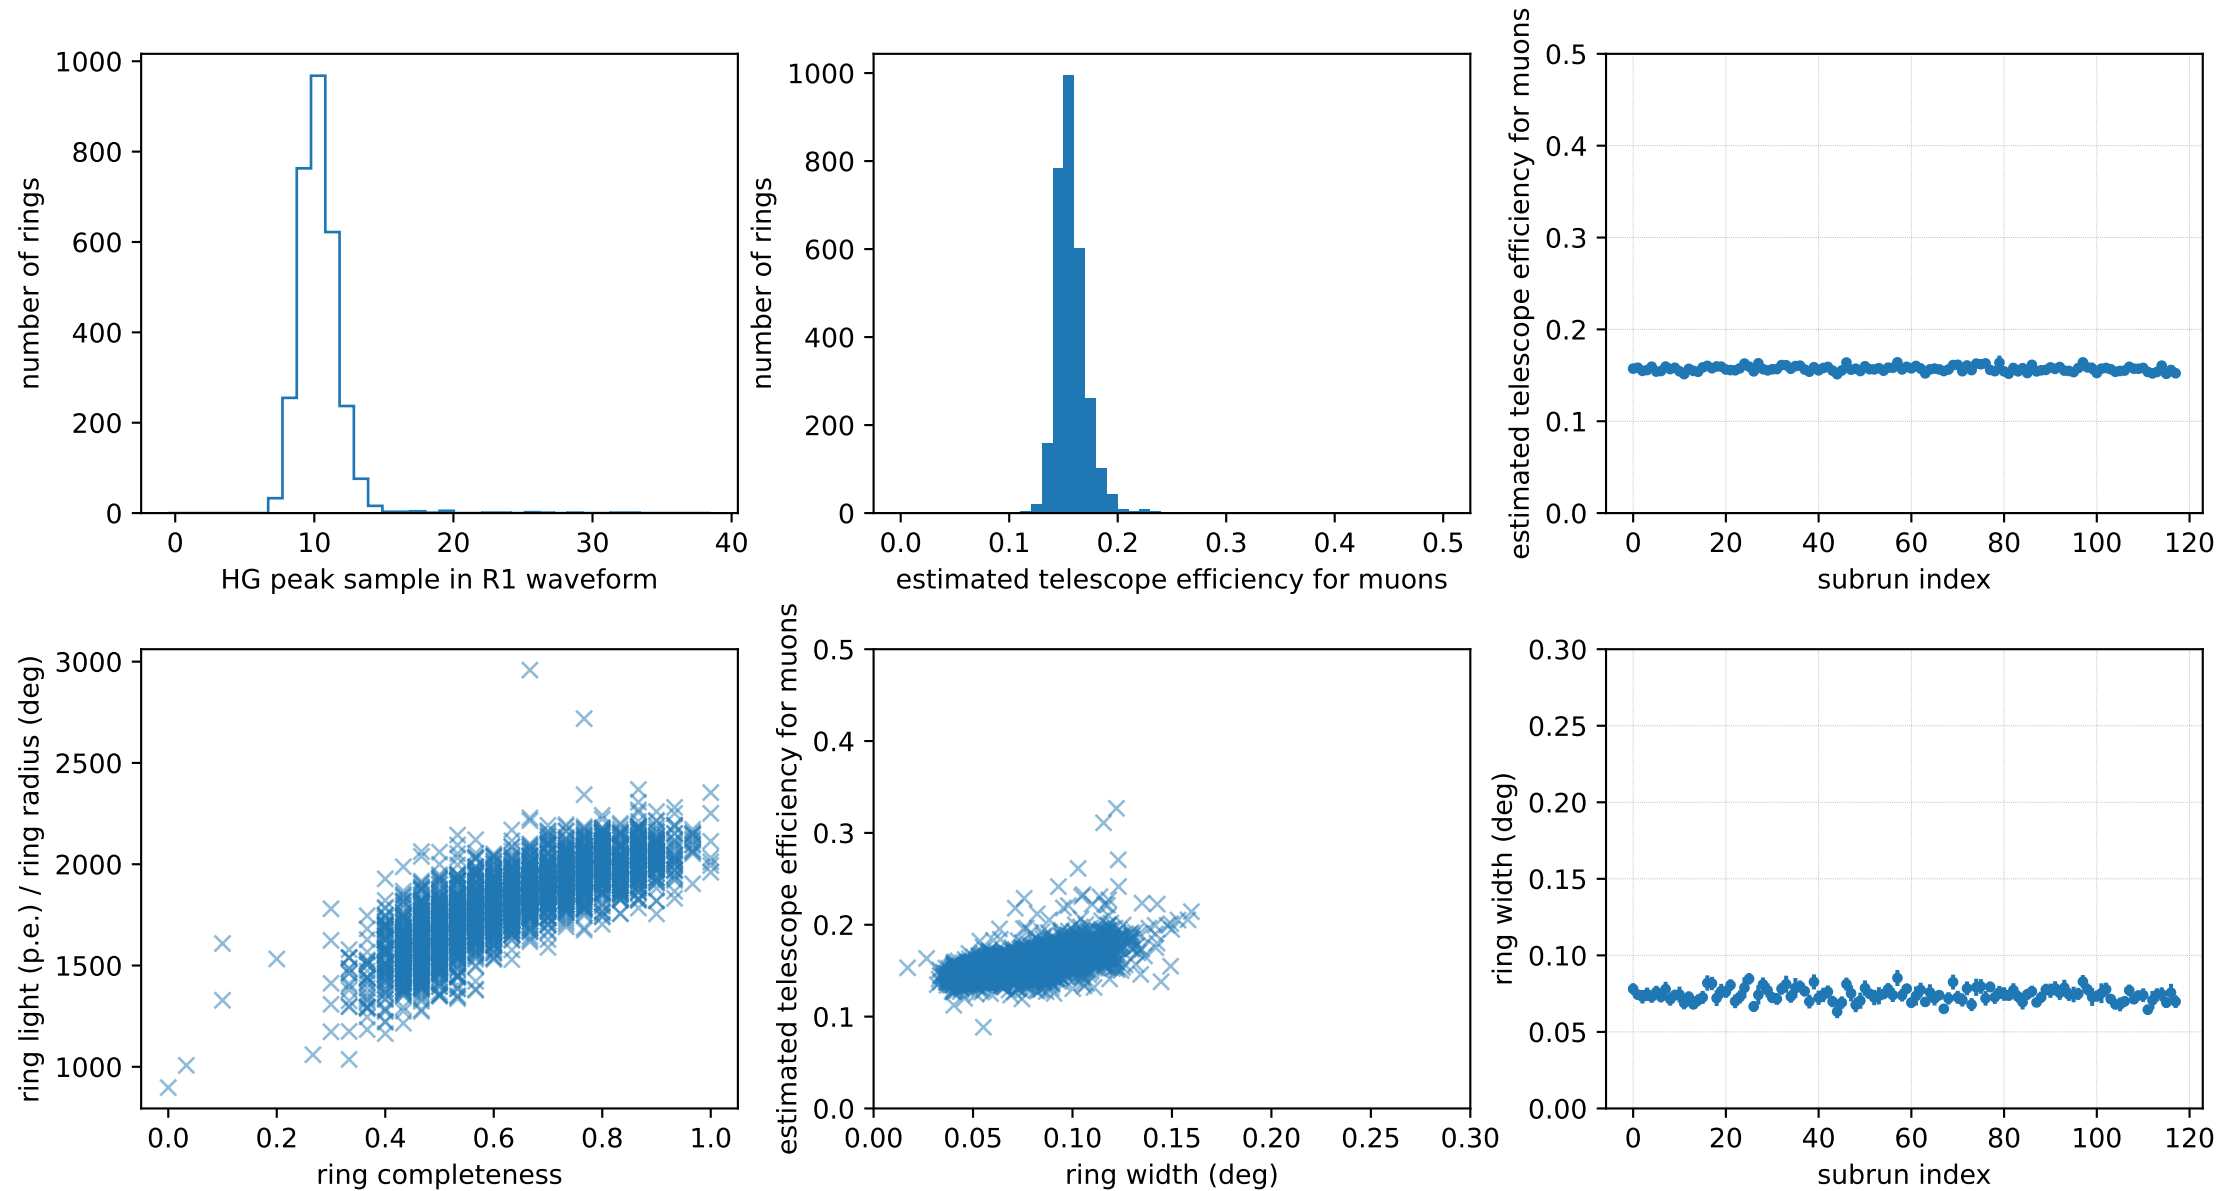 1000
800
600
400
200
0
number of rings
0 10 20 30 40
HG peak sample in R1 waveform
1000
800
600
400
200
0
number of rings
0.0 0.1 0.2 0.3 0.4 0.5
estimated telescope efficiency for muons
0.5
0.4
0.3
0.2
0.1
0.0
estimated telescope efficiency for muons
0 20 40 60 80 100 120
subrun index
3000
2500
2000
1500
1000
ring light (p.e.) / ring radius (deg)
0.0 0.2 0.4 0.6 0.8 1.0
ring completeness
0.5
0.4
0.3
0.2
0.1
0.0
estimated telescope efficiency for muons
0.00 0.05 0.10 0.15 0.20 0.25 0.30
ring width (deg)
0.30
0.25
0.20
0.15
0.10
0.05
0.00
ring width (deg)
0 20 40 60 80 100 120
subrun index